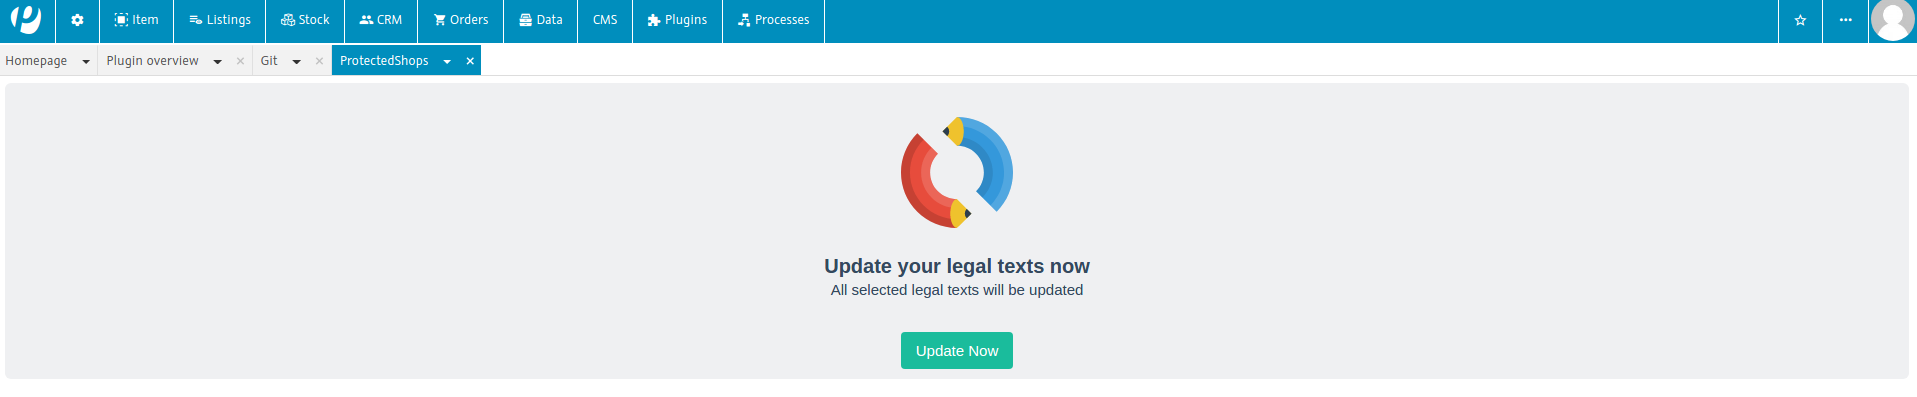 Item Listings Stock CRM Orders Data CMS Plugins Processes
Homepage Plugin overview Git ProtectedShops
Update your legal texts now
All selected legal texts will be updated
Update Now